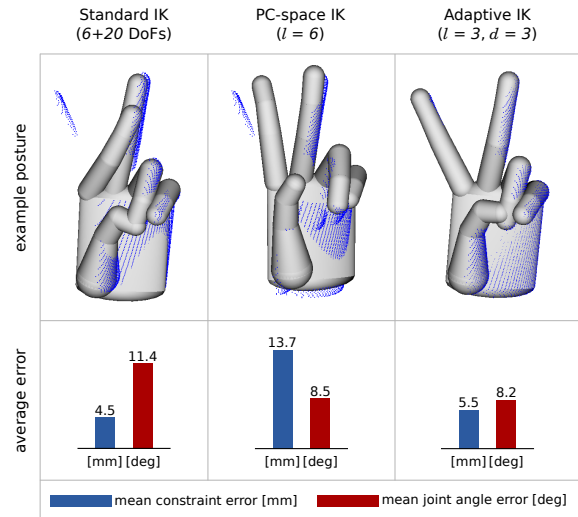 Standard IK
(6+20 DoFs)
PC-space IK
(l = 6)
Adaptive IK
(l = 3, d = 3)
example posture
average error
4.5
11.4
[mm] [deg]
13.7
8.5
[mm] [deg]
5.5
8.2
[mm] [deg]
mean constraint error [mm]
mean joint angle error [deg]